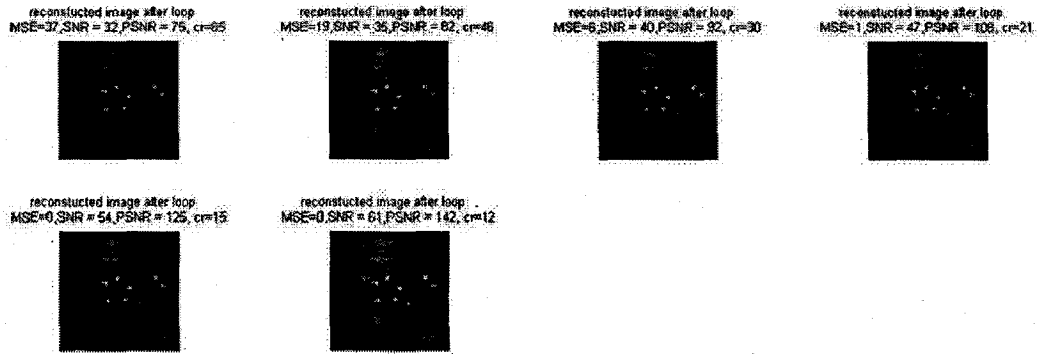 reconstucted image after loop
MSE=37,SNR = 32,PSNR = 75, cr=65
reconstucted image after loop
MSE=19,SNR = 35,PSNR = 82, cr=46
reconstucted image after loop
MSE=6,SNR = 40,PSNR = 92, cr=30
reconstucted image after loop
MSE=1,SNR = 47,PSNR = 108, cr=21
reconstucted image after loop
MSE=0,SNR = 54,PSNR = 125, cr=15
reconstucted image after loop
MSE=0,SNR = 61,PSNR = 142, cr=12